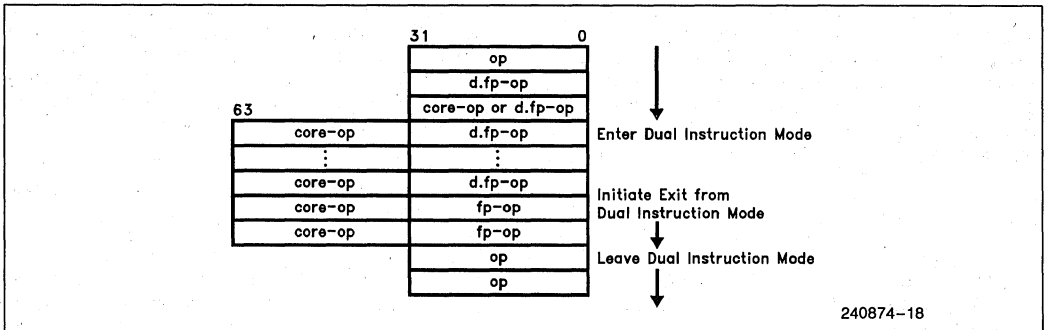 31 0
op
d.fp-op
63 core-op or d.fp-op
core-op d.fp-op Enter Dual Instruction Mode
⋮ ⋮
core-op d.fp-op
Initiate Exit from
core-op fp-op
Dual Instruction Mode
core-op fp-op
op Leave Dual Instruction Mode
op
240874-18